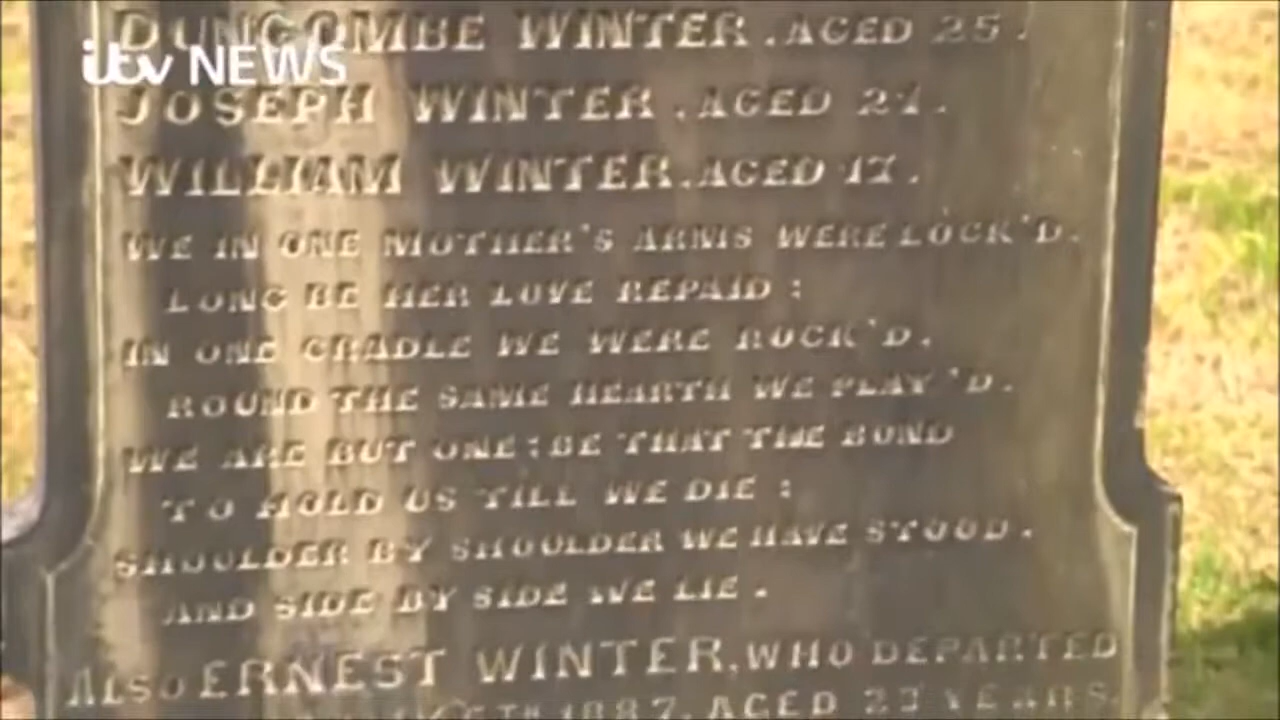 itv NEWS
DUNCOMBE WINTER. AGED 25.
JOSEPH WINTER. AGED 21.
WILLIAM WINTER. AGED 17.
WE IN ONE MOTHER'S ARMS WERE LOCK'D.
LONG BE HER LOVE REPAID:
IN ONE CRADLE WE WERE ROCK'D.
ROUND THE SAME HEARTH WE PLAY'D.
WE ARE BUT ONE: BE THAT THE BOND
TO HOLD US TILL WE DIE:
SHOULDER BY SHOULDER WE HAVE STOOD.
AND SIDE BY SIDE WE LIE.
ALSO ERNEST WINTER, WHO DEPARTED
1887. AGED 23 YEARS.